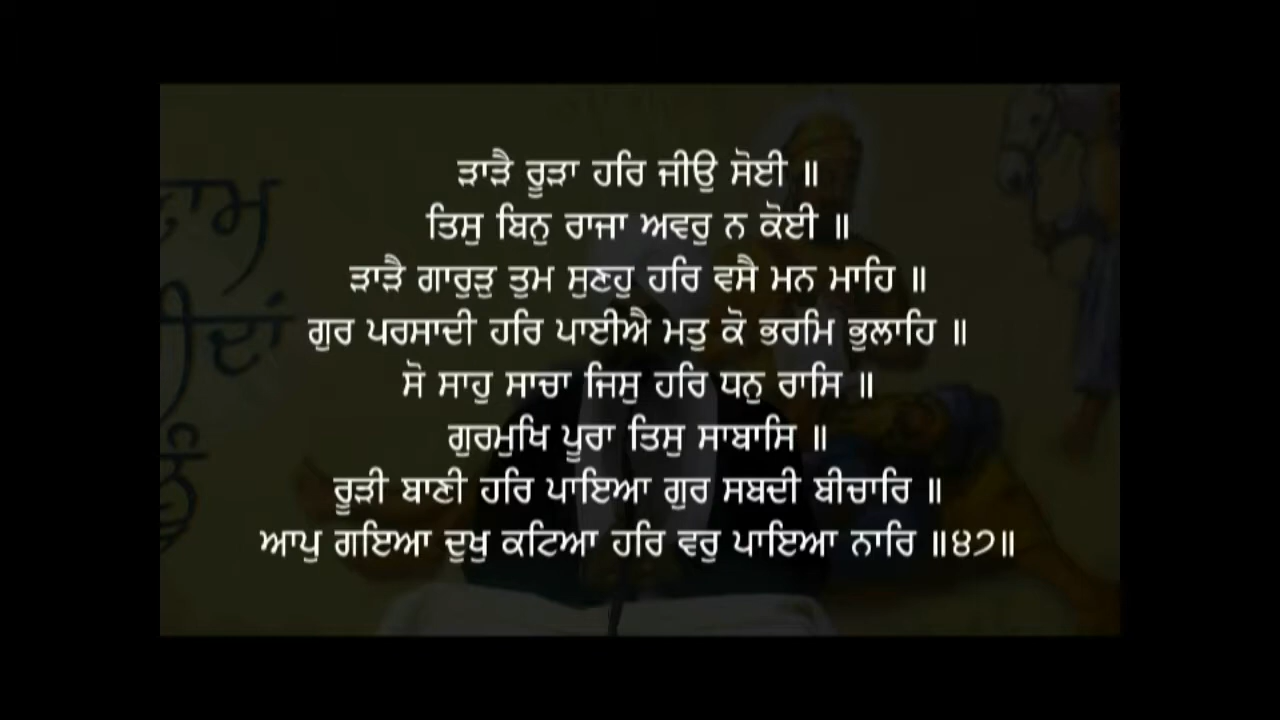 ੜਾੜੈ ਰੂੜਾ ਹਰਿ ਜੀਉ ਸੋਈ ॥
ਤਿਸੁ ਬਿਨੁ ਰਾਜਾ ਅਵਰੁ ਨ ਕੋਈ ॥
ੜਾੜੈ ਗਾਰੁੜੁ ਤੁਮ ਸੁਣਹੁ ਹਰਿ ਵਸੈ ਮਨ ਮਾਹਿ ॥
ਗੁਰ ਪਰਸਾਦੀ ਹਰਿ ਪਾਈਐ ਮਤੁ ਕੋ ਭਰਮਿ ਭੁਲਾਹਿ ॥
ਸੋ ਸਾਹੁ ਸਾਚਾ ਜਿਸੁ ਹਰਿ ਧਨੁ ਰਾਸਿ ॥
ਗੁਰਮੁਖਿ ਪੂਰਾ ਤਿਸੁ ਸਾਬਾਸਿ ॥
ਰੂੜੀ ਬਾਣੀ ਹਰਿ ਪਾਇਆ ਗੁਰ ਸਬਦੀ ਬੀਚਾਰਿ ॥
ਆਪੁ ਗਇਆ ਦੁਖੁ ਕਟਿਆ ਹਰਿ ਵਰੁ ਪਾਇਆ ਨਾਰਿ ॥੪੭॥